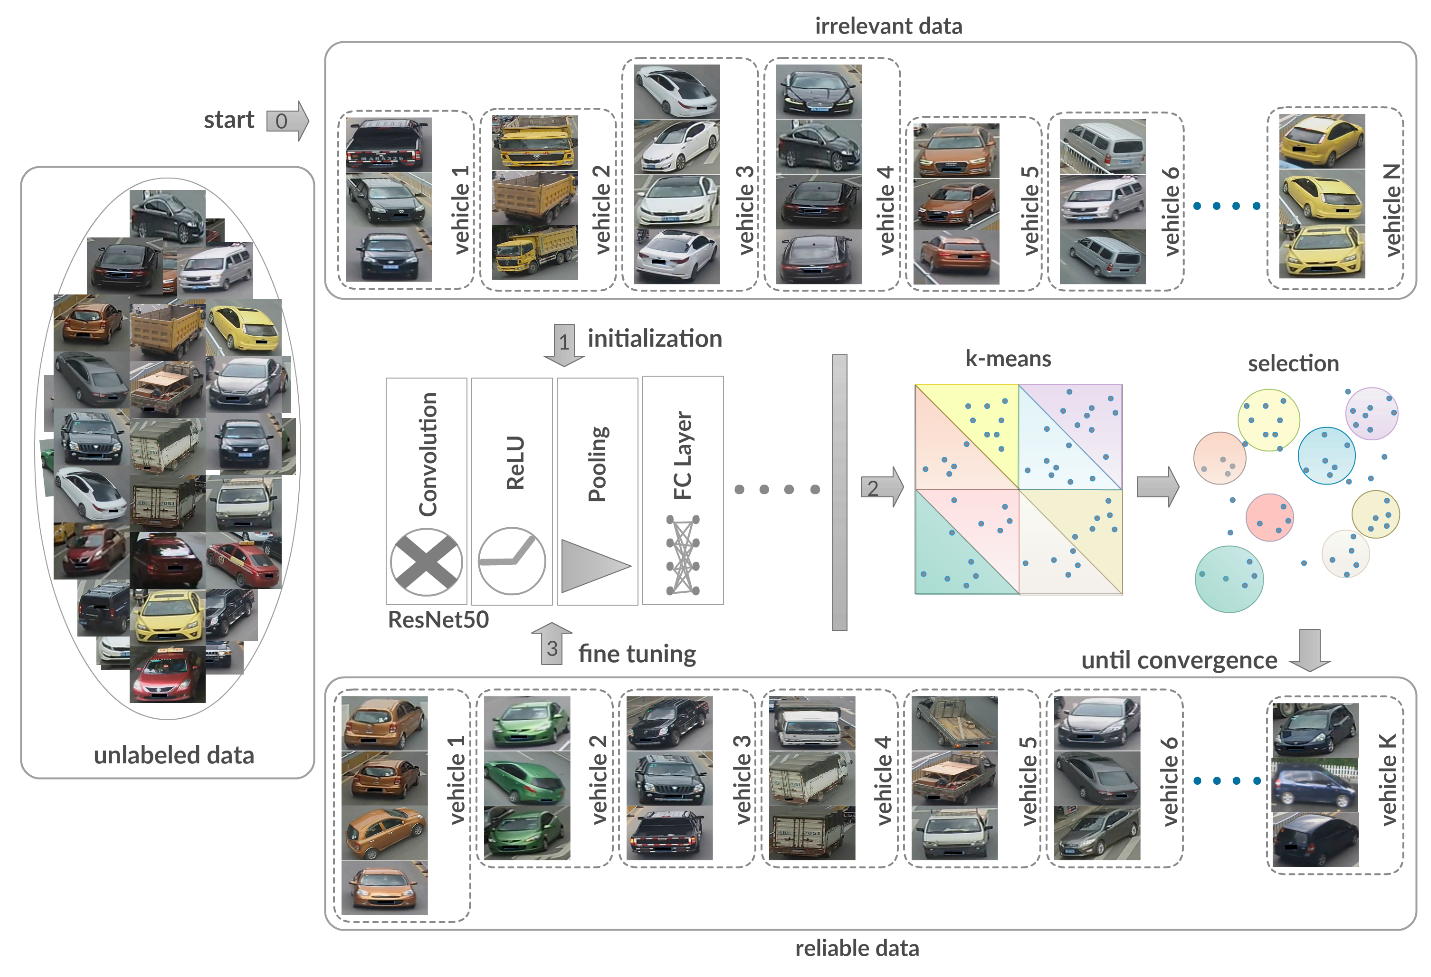 irrelevant data
start 0
vehicle 1
vehicle 2
vehicle 3
vehicle 4
vehicle 5
vehicle 6
vehicle N
1 initialization
Convolution
ReLU
Pooling
FC Layer
ResNet50
2
k-means
selection
3 fine tuning
until convergence
unlabeled data
vehicle 1
vehicle 2
vehicle 3
vehicle 4
vehicle 5
vehicle 6
vehicle K
reliable data